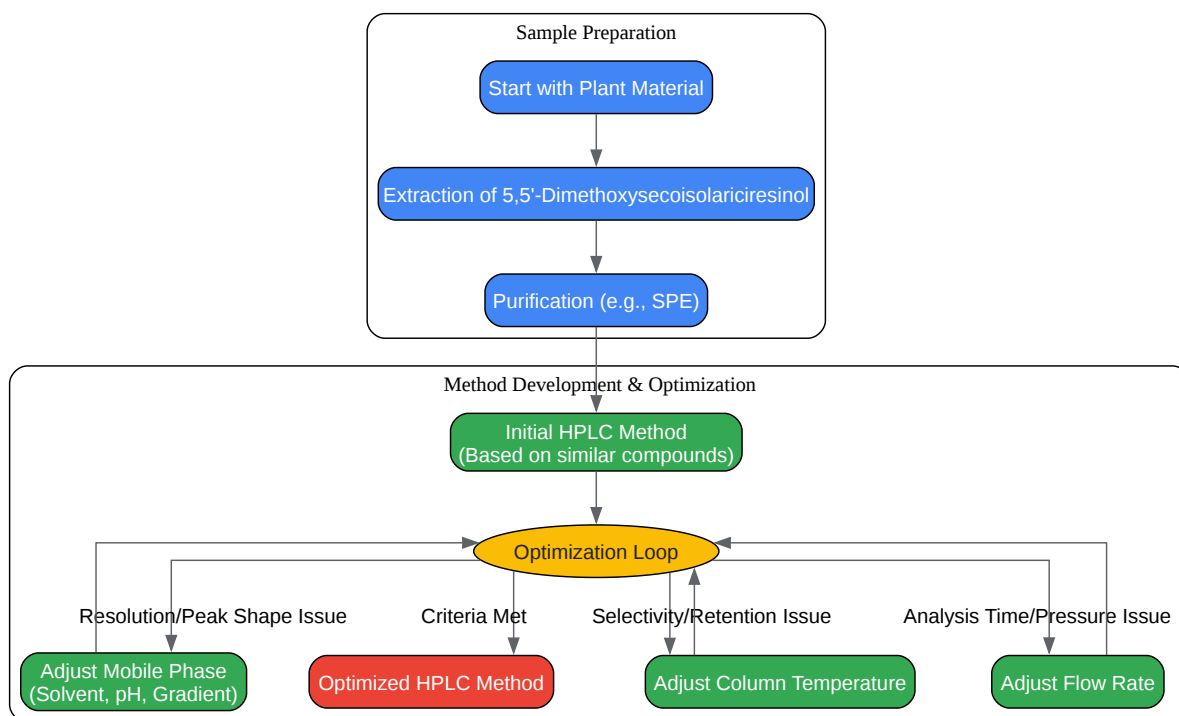 Sample Preparation
Start with Plant Material
Extraction of 5,5'-Dimethoxysecoisolariciresinol
Purification (e.g., SPE)
Method Development & Optimization
Initial HPLC Method
(Based on similar compounds)
Optimization Loop
Resolution/Peak Shape Issue
Criteria Met
Selectivity/Retention Issue
Analysis Time/Pressure Issue
Adjust Mobile Phase
(Solvent, pH, Gradient)
Optimized HPLC Method
Adjust Column Temperature
Adjust Flow Rate